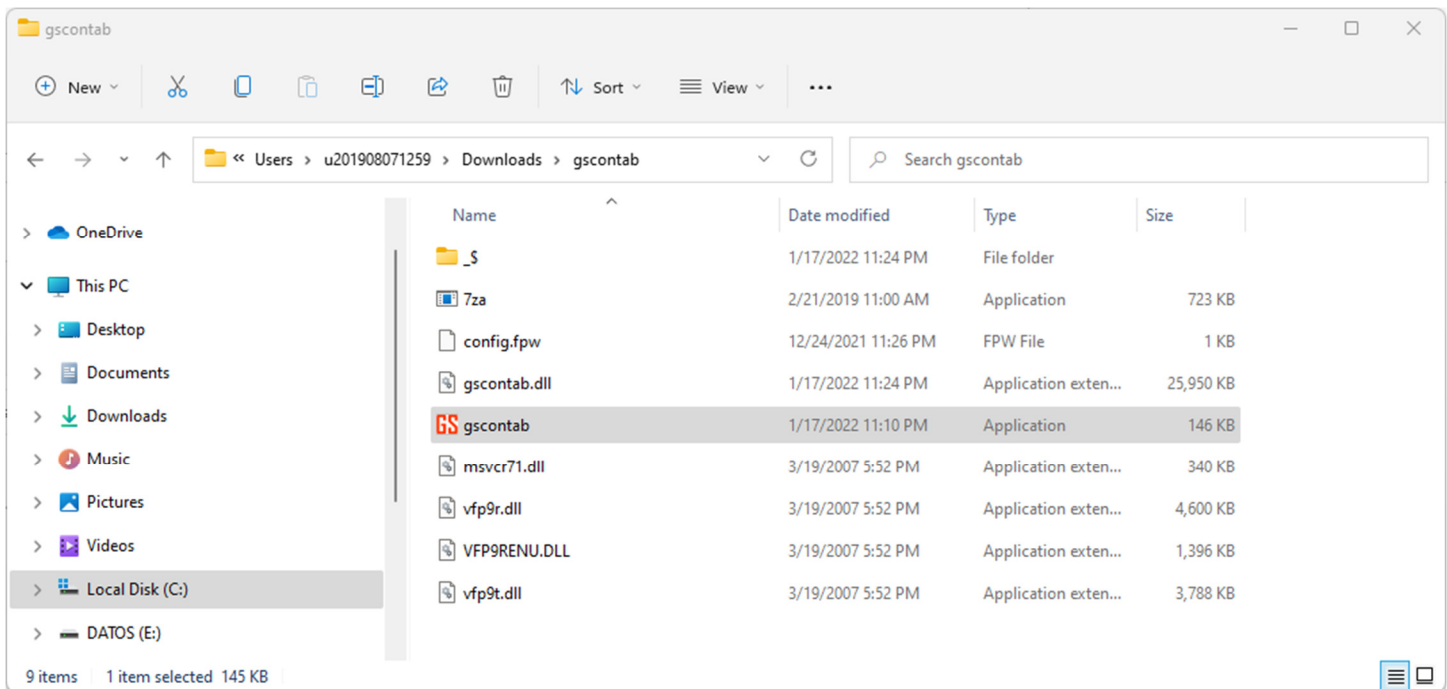 gscontab
New Sort View ...
« Users > u201908071259 > Downloads > gscontab Search gscontab
Name Date modified Type Size
OneDrive
This PC
Desktop
Documents
Downloads
Music
Pictures
Videos
Local Disk (C:)
DATOS (E:)
_$ 1/17/2022 11:24 PM File folder
7za 2/21/2019 11:00 AM Application 723 KB
config.fpw 12/24/2021 11:26 PM FPW File 1 KB
gscontab.dll 1/17/2022 11:24 PM Application exten... 25,950 KB
GS gscontab 1/17/2022 11:10 PM Application 146 KB
msvcr71.dll 3/19/2007 5:52 PM Application exten... 340 KB
vfp9r.dll 3/19/2007 5:52 PM Application exten... 4,600 KB
VFP9RENU.DLL 3/19/2007 5:52 PM Application exten... 1,396 KB
vfp9t.dll 3/19/2007 5:52 PM Application exten... 3,788 KB
9 items 1 item selected 145 KB